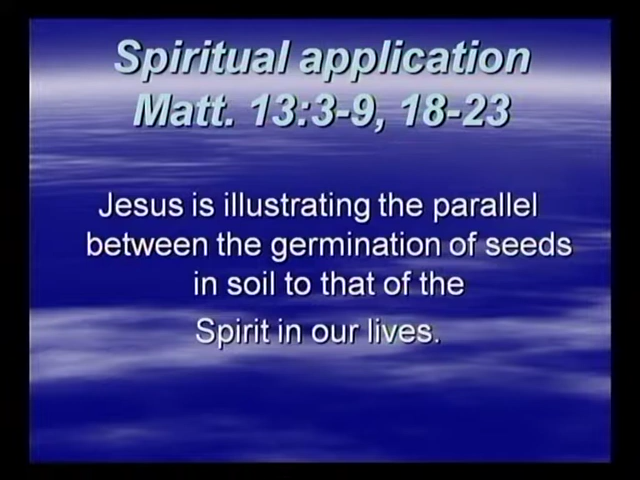 Spiritual application
Matt. 13:3-9, 18-23
Jesus is illustrating the parallel
between the germination of seeds
in soil to that of the
Spirit in our lives.